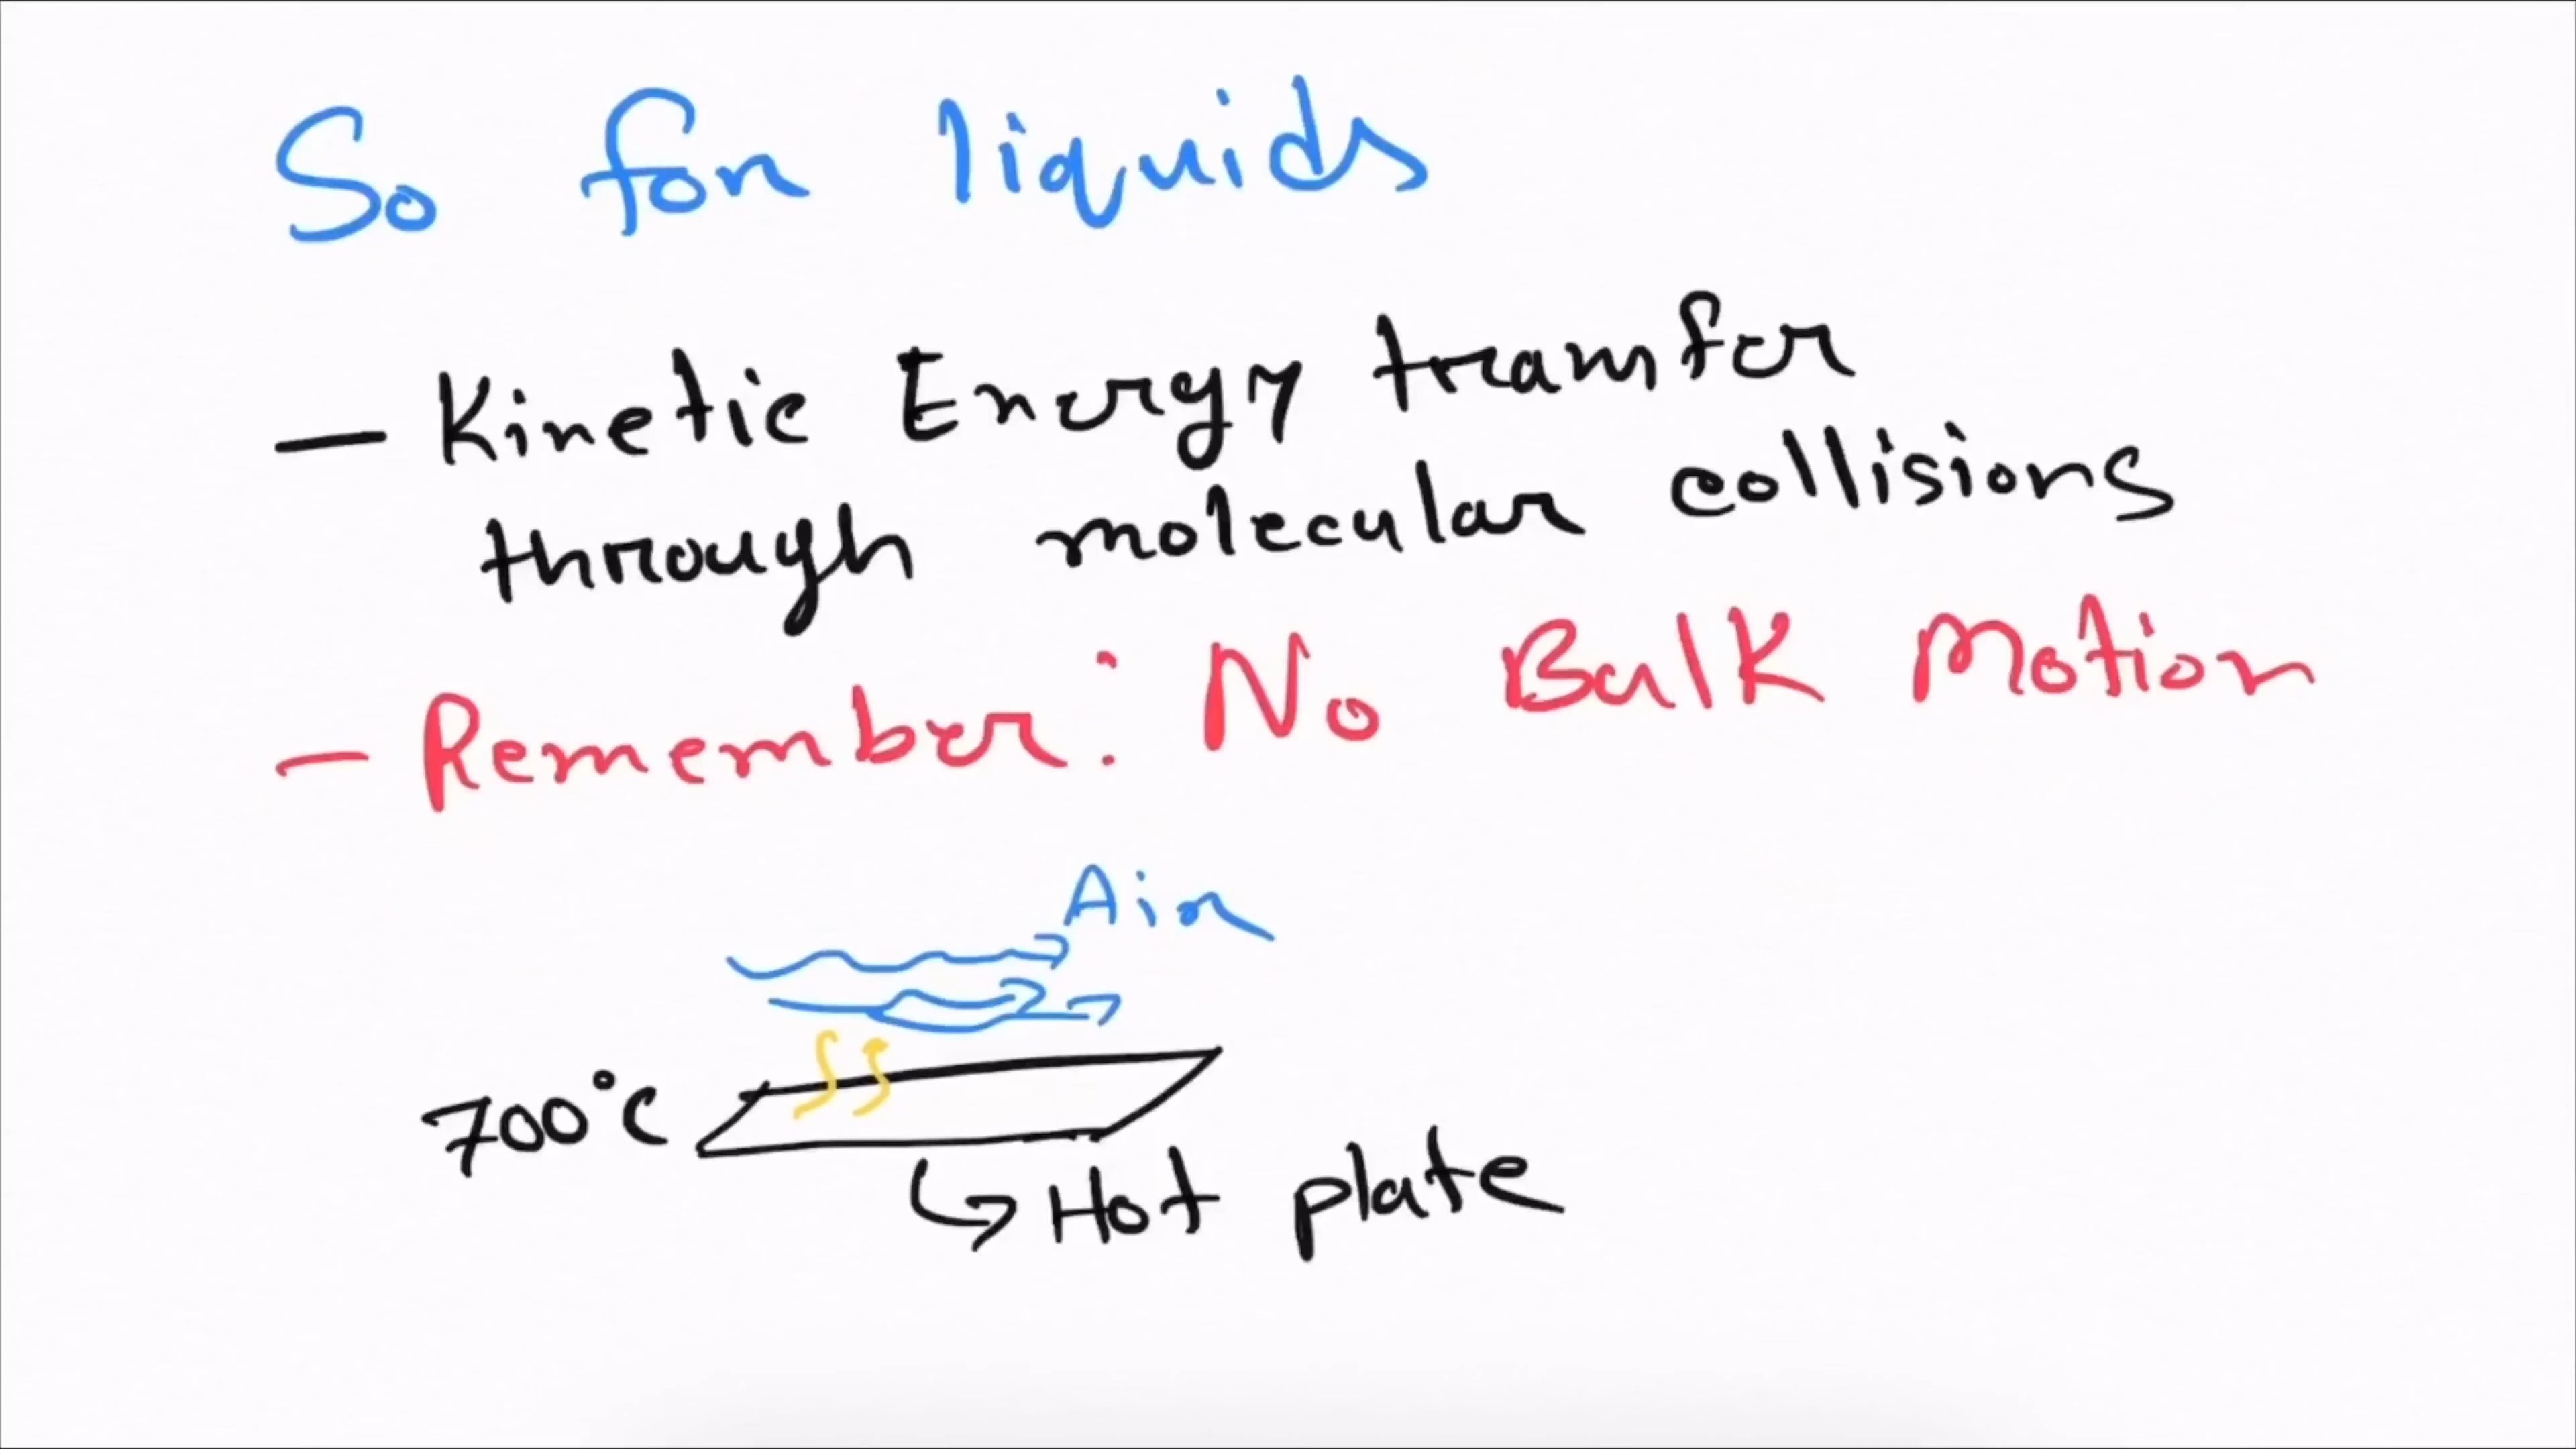 So for liquids
- Kinetic Energy transfer
through molecular collisions
- Remember: No Bulk Motion
Air
700°C
Hot plate